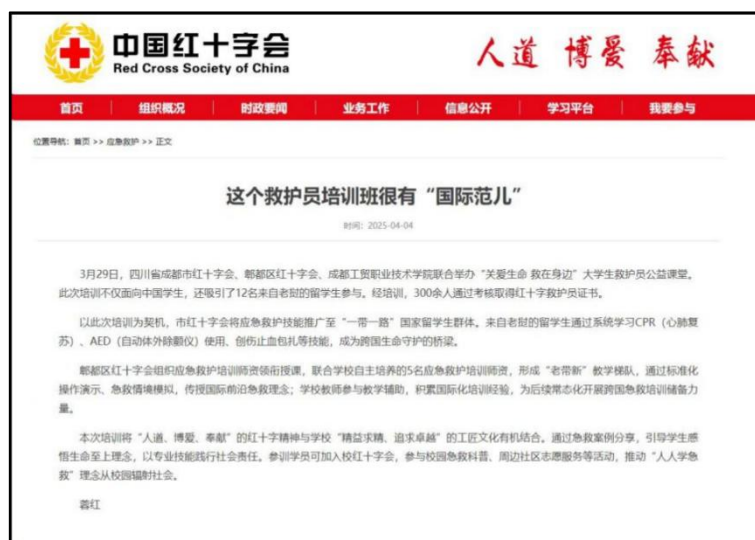 中国红十字会
Red Cross Society of China
人道 博爱 奉献
首页 组织概况 时政要闻 业务工作 信息公开 学习平台 我要参与
位置导航：首页 >> 应急救护 >> 正文
这个救护员培训班很有“国际范儿”
时间：2025-04-04
3月29日，四川省成都市红十字会、郫都区红十字会、成都工贸职业技术学院联合举办“关爱生命 救在身边”大学生救护员公益课堂。
此次培训不仅面向中国学生，还吸引了12名来自老挝的留学生参与。经培训，300余人通过考核取得红十字救护员证书。
以此次培训为契机，市红十字会将应急救护技能推广至“一带一路”国家留学生群体。来自老挝的留学生通过系统学习CPR（心肺复
苏）、AED（自动体外除颤仪）使用、创伤止血包扎等技能，成为跨国生命守护的桥梁。
郫都区红十字会组织应急救护培训师资领衔授课，联合学校自主培养的5名应急救护培训师资，形成“老带新”教学梯队，通过标准化
操作演示、急救情境模拟，传授国际前沿急救理念；学校教师参与教学辅助，积累国际化培训经验，为后续常态化开展跨国急救培训储备力
量。
本次培训将“人道、博爱、奉献”的红十字精神与学校“精益求精、追求卓越”的工匠文化有机结合。通过急救案例分享，引导学生感
悟生命至上理念，以专业技能践行社会责任。参训学员可加入校红十字会，参与校园急救科普、周边社区志愿服务等活动，推动“人人学急
救”理念从校园辐射社会。
蓉红